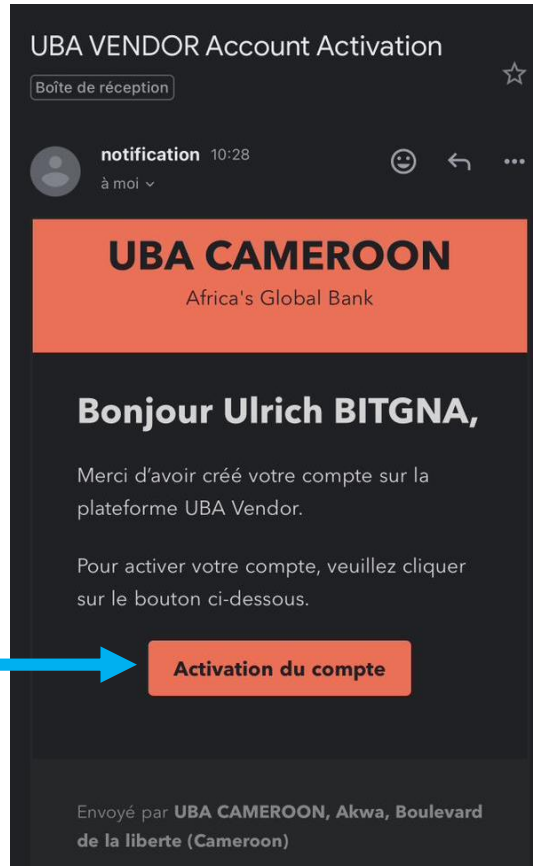 UBA VENDOR Account Activation
Boîte de réception
notification 10:28
à moi
UBA CAMEROON
Africa's Global Bank
Bonjour Ulrich BITGNA,
Merci d'avoir créé votre compte sur la
plateforme UBA Vendor.
Pour activer votre compte, veuillez cliquer
sur le bouton ci-dessous.
Activation du compte
Envoyé par UBA CAMEROON, Akwa, Boulevard
de la liberte (Cameroon)